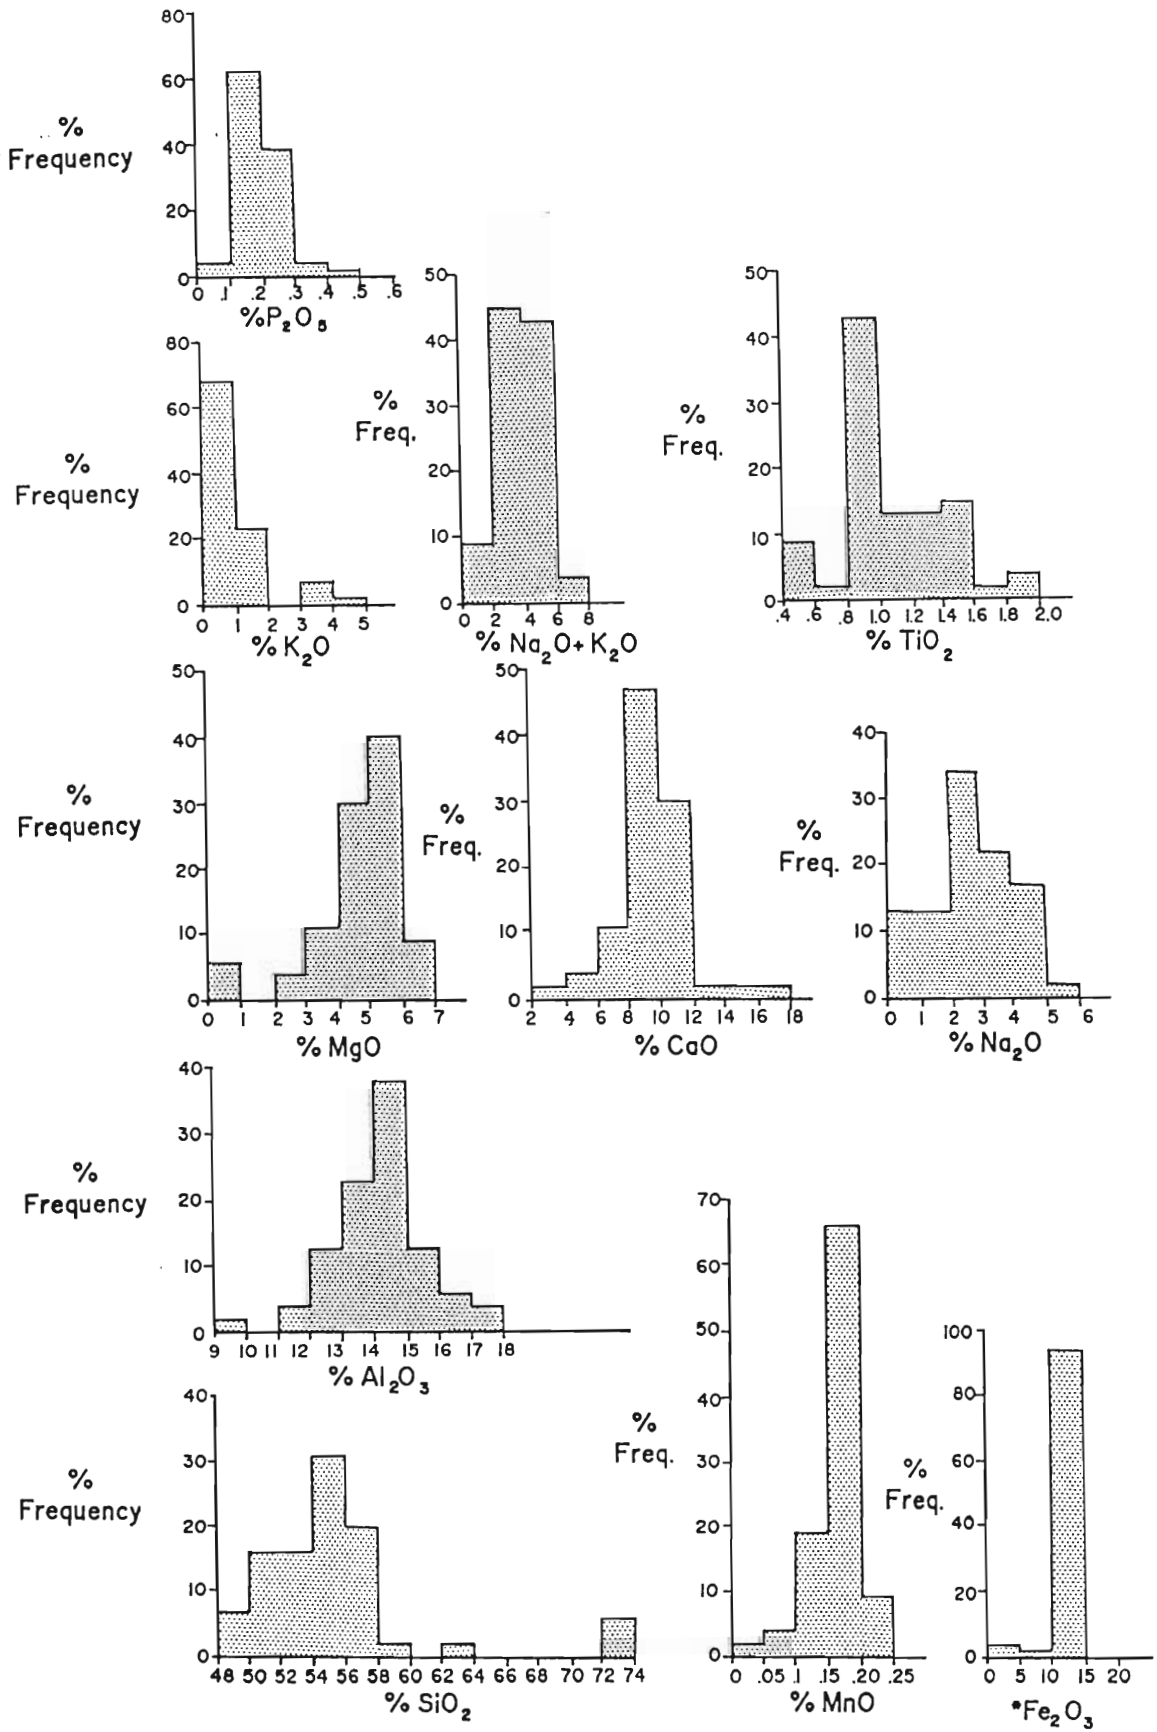 80
60
%
Frequency
40
20
0
0 .1 .2 .3 .4 .5 .6
%P2O5
80
60
%
Frequency
40
20
0
0 1 2 3 4 5
% K2O
50
40
%
Freq.
30
20
10
0
0 2 4 6 8
% Na2O+K2O
50
40
%
Freq.
30
20
10
0
.4 .6 .8 1.0 1.2 1.4 1.6 1.8 2.0
% TiO2
50
40
%
Frequency
30
20
10
0
0 1 2 3 4 5 6 7
% MgO
50
40
%
Freq.
30
20
10
0
2 4 6 8 10 12 14 16 18
% CaO
40
30
%
Freq.
20
10
0
0 1 2 3 4 5 6
% Na2O
40
30
%
Frequency
20
10
0
9 10 11 12 13 14 15 16 17 18
% Al2O3
40
30
%
Frequency
20
10
0
48 50 52 54 56 58 60 62 64 66 68 70 72 74
% SiO2
70
60
50
40
%
Freq.
30
20
10
0
0 .05 .1 .15 .20 .25
% MnO
100
80
60
%
Freq.
40
20
0
0 5 10 15 20
*Fe2O3